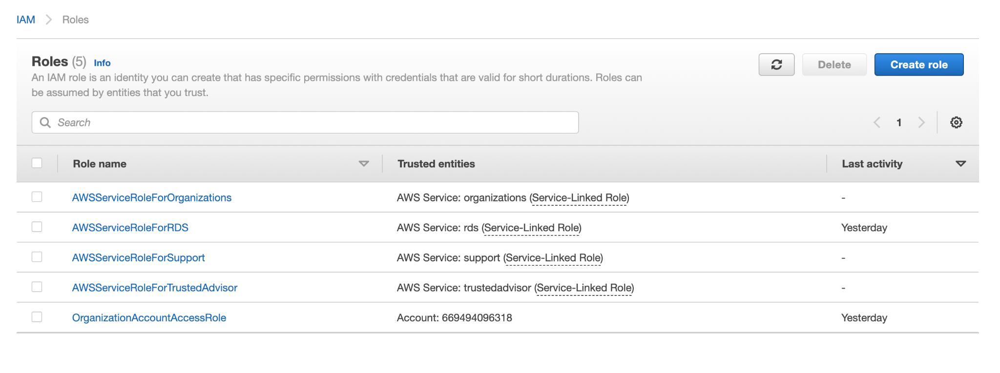 IAM > Roles
Roles (5) Info
Delete
Create role
An IAM role is an identity you can create that has specific permissions with credentials that are valid for short durations. Roles can
be assumed by entities that you trust.
Search
1
Role name Trusted entities Last activity
AWSServiceRoleForOrganizations AWS Service: organizations (Service-Linked Role) -
AWSServiceRoleForRDS AWS Service: rds (Service-Linked Role) Yesterday
AWSServiceRoleForSupport AWS Service: support (Service-Linked Role) -
AWSServiceRoleForTrustedAdvisor AWS Service: trustedadvisor (Service-Linked Role) -
OrganizationAccountAccessRole Account: 669494096318 Yesterday